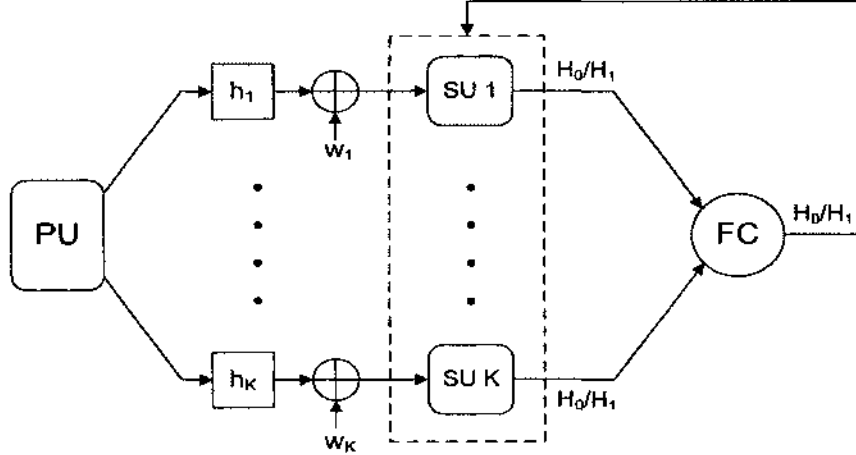 H₀/H₁
h₁
SU 1
w₁
PU
FC
H₀/H₁
hₖ
SU K
H₀/H₁
wₖ